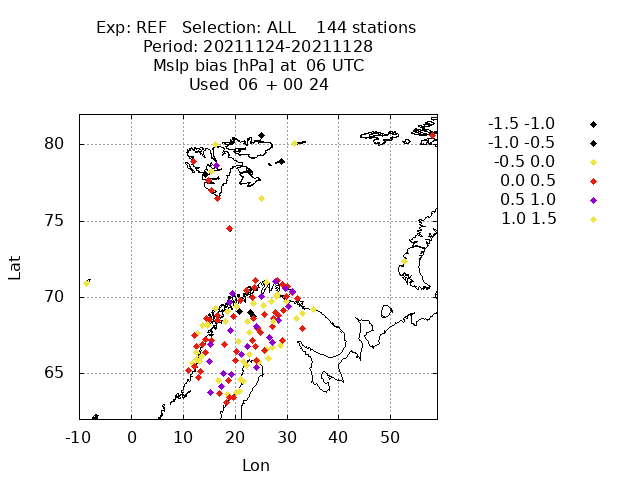 Exp: REF Selection: ALL 144 stations
Period: 20211124-20211128
Mslp bias [hPa] at 06 UTC
Used 06 + 00 24
-1.5 -1.0
-1.0 -0.5
-0.5 0.0
0.0 0.5
0.5 1.0
1.0 1.5
80
75
70
65
Lat
-10 0 10 20 30 40 50
Lon